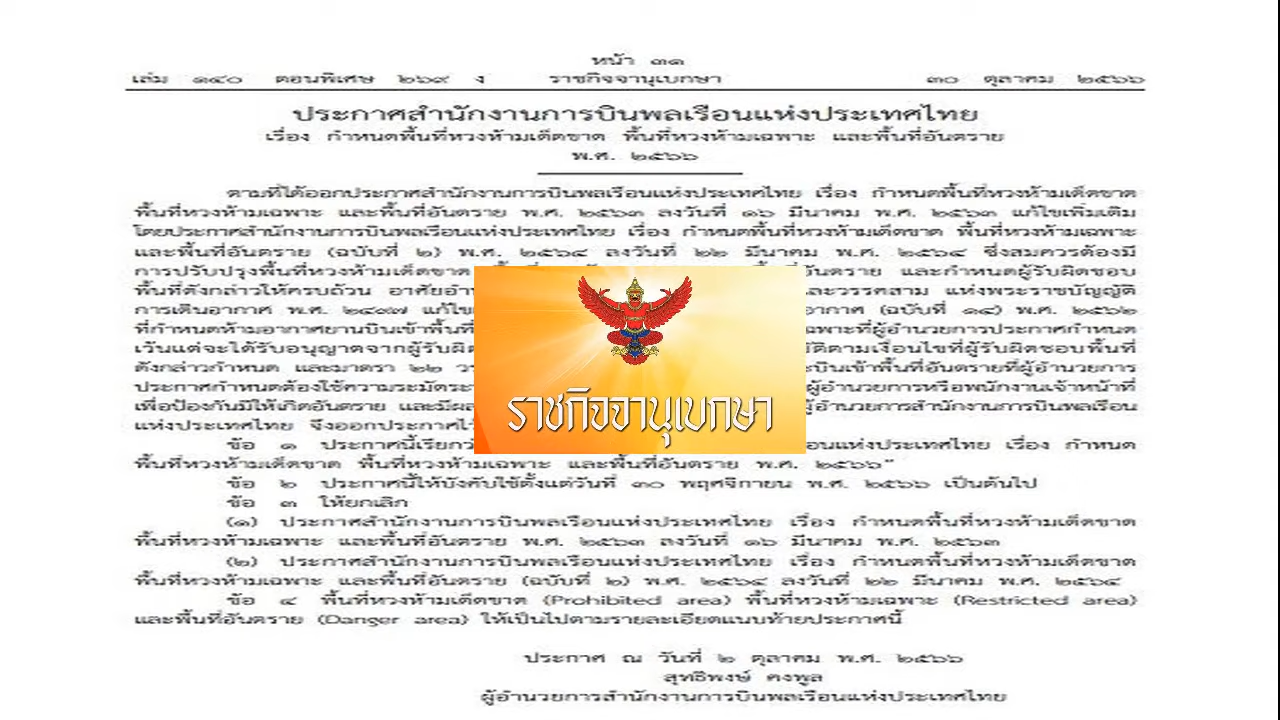 หน้า ๓๑
เล่ม ๑๔๐ ตอนพิเศษ ๒๖๙ ง ราชกิจจานุเบกษา ๓๐ ตุลาคม ๒๕๖๖
ประกาศสำนักงานการบินพลเรือนแห่งประเทศไทย
เรื่อง กำหนดพื้นที่หวงห้ามเด็ดขาด พื้นที่หวงห้ามเฉพาะ และพื้นที่อันตราย
พ.ศ. ๒๕๖๖
ตามที่ได้ออกประกาศสำนักงานการบินพลเรือนแห่งประเทศไทย เรื่อง กำหนดพื้นที่หวงห้ามเด็ดขาด
พื้นที่หวงห้ามเฉพาะ และพื้นที่อันตราย พ.ศ. ๒๕๖๓ ลงวันที่ ๑๖ มีนาคม พ.ศ. ๒๕๖๓ แก้ไขเพิ่มเติม
โดยประกาศสำนักงานการบินพลเรือนแห่งประเทศไทย เรื่อง กำหนดพื้นที่หวงห้ามเด็ดขาด พื้นที่หวงห้ามเฉพาะ
และพื้นที่อันตราย (ฉบับที่ ๒) พ.ศ. ๒๕๖๔ ลงวันที่ ๒๒ มีนาคม พ.ศ. ๒๕๖๔ ซึ่งสมควรต้องมี
การปรับปรุงพื้นที่หวงห้ามเด็ดขาด ที่อันตราย และกำหนดผู้รับผิดชอบ
พื้นที่ดังกล่าวให้ครบถ้วน อาศัยอำ ละวรรคสาม แห่งพระราชบัญญัติ
การเดินอากาศ พ.ศ. ๒๔๙๗ แก้ไข อากาศ (ฉบับที่ ๑๔) พ.ศ. ๒๕๖๒
ที่กำหนดห้ามอากาศยานบินเข้าพื้นที่ ฉพาะที่ผู้อำนวยการประกาศกำหนด
เว้นแต่จะได้รับอนุญาตจากผู้รับผิด ัติตามเงื่อนไขที่ผู้รับผิดชอบพื้นที่
ดังกล่าวกำหนด และมาตรา ๒๒ ว ะบินเข้าพื้นที่อันตรายที่ผู้อำนวยการ
ประกาศกำหนดต้องใช้ความระมัดระ ผู้อำนวยการหรือพนักงานเจ้าหน้าที่
เพื่อป้องกันมิให้เกิดอันตราย และมีผ ผู้อำนวยการสำนักงานการบินพลเรือน
แห่งประเทศไทย จึงออกประกาศไว้
ราชกิจจานุเบกษา
ข้อ ๑ ประกาศนี้เรียกว่ รือนแห่งประเทศไทย เรื่อง กำหนด
พื้นที่หวงห้ามเด็ดขาด พื้นที่หวงห้ามเฉพาะ และพื้นที่อันตราย พ.ศ. ๒๕๖๖”
ข้อ ๒ ประกาศนี้ให้บังคับใช้ตั้งแต่วันที่ ๓๐ พฤศจิกายน พ.ศ. ๒๕๖๖ เป็นต้นไป
ข้อ ๓ ให้ยกเลิก
(๑) ประกาศสำนักงานการบินพลเรือนแห่งประเทศไทย เรื่อง กำหนดพื้นที่หวงห้ามเด็ดขาด
พื้นที่หวงห้ามเฉพาะ และพื้นที่อันตราย พ.ศ. ๒๕๖๓ ลงวันที่ ๑๖ มีนาคม พ.ศ. ๒๕๖๓
(๒) ประกาศสำนักงานการบินพลเรือนแห่งประเทศไทย เรื่อง กำหนดพื้นที่หวงห้ามเด็ดขาด
พื้นที่หวงห้ามเฉพาะ และพื้นที่อันตราย (ฉบับที่ ๒) พ.ศ. ๒๕๖๔ ลงวันที่ ๒๒ มีนาคม พ.ศ. ๒๕๖๔
ข้อ ๔ พื้นที่หวงห้ามเด็ดขาด (Prohibited area) พื้นที่หวงห้ามเฉพาะ (Restricted area)
และพื้นที่อันตราย (Danger area) ให้เป็นไปตามรายละเอียดแนบท้ายประกาศนี้
ประกาศ ณ วันที่ ๒ ตุลาคม พ.ศ. ๒๕๖๖
สุทธิพงษ์ คงพูล
ผู้อำนวยการสำนักงานการบินพลเรือนแห่งประเทศไทย